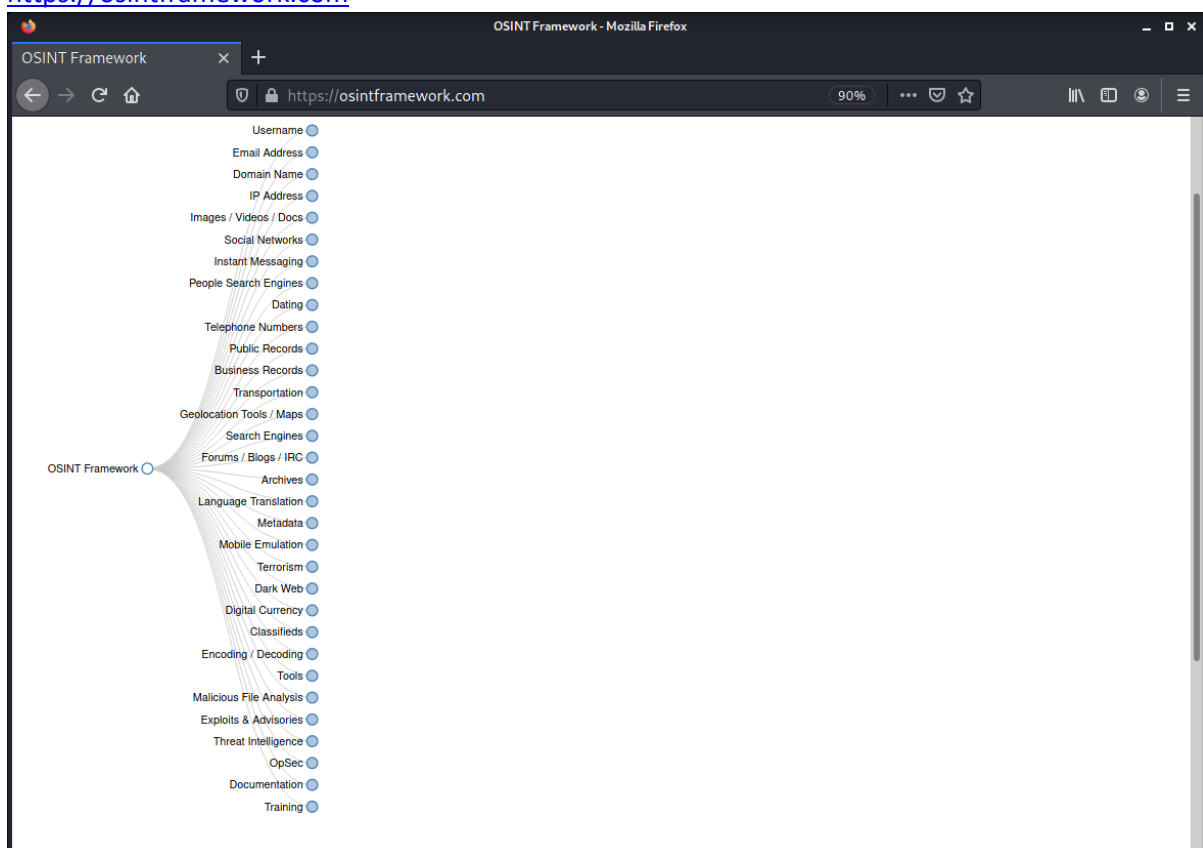 https://osintframework.com
OSINT Framework - Mozilla Firefox
OSINT Framework
https://osintframework.com 90%
Username
Email Address
Domain Name
IP Address
Images / Videos / Docs
Social Networks
Instant Messaging
People Search Engines
Dating
Telephone Numbers
Public Records
Business Records
Transportation
Geolocation Tools / Maps
Search Engines
Forums / Blogs / IRC
OSINT Framework
Archives
Language Translation
Metadata
Mobile Emulation
Terrorism
Dark Web
Digital Currency
Classifieds
Encoding / Decoding
Tools
Malicious File Analysis
Exploits & Advisories
Threat Intelligence
OpSec
Documentation
Training